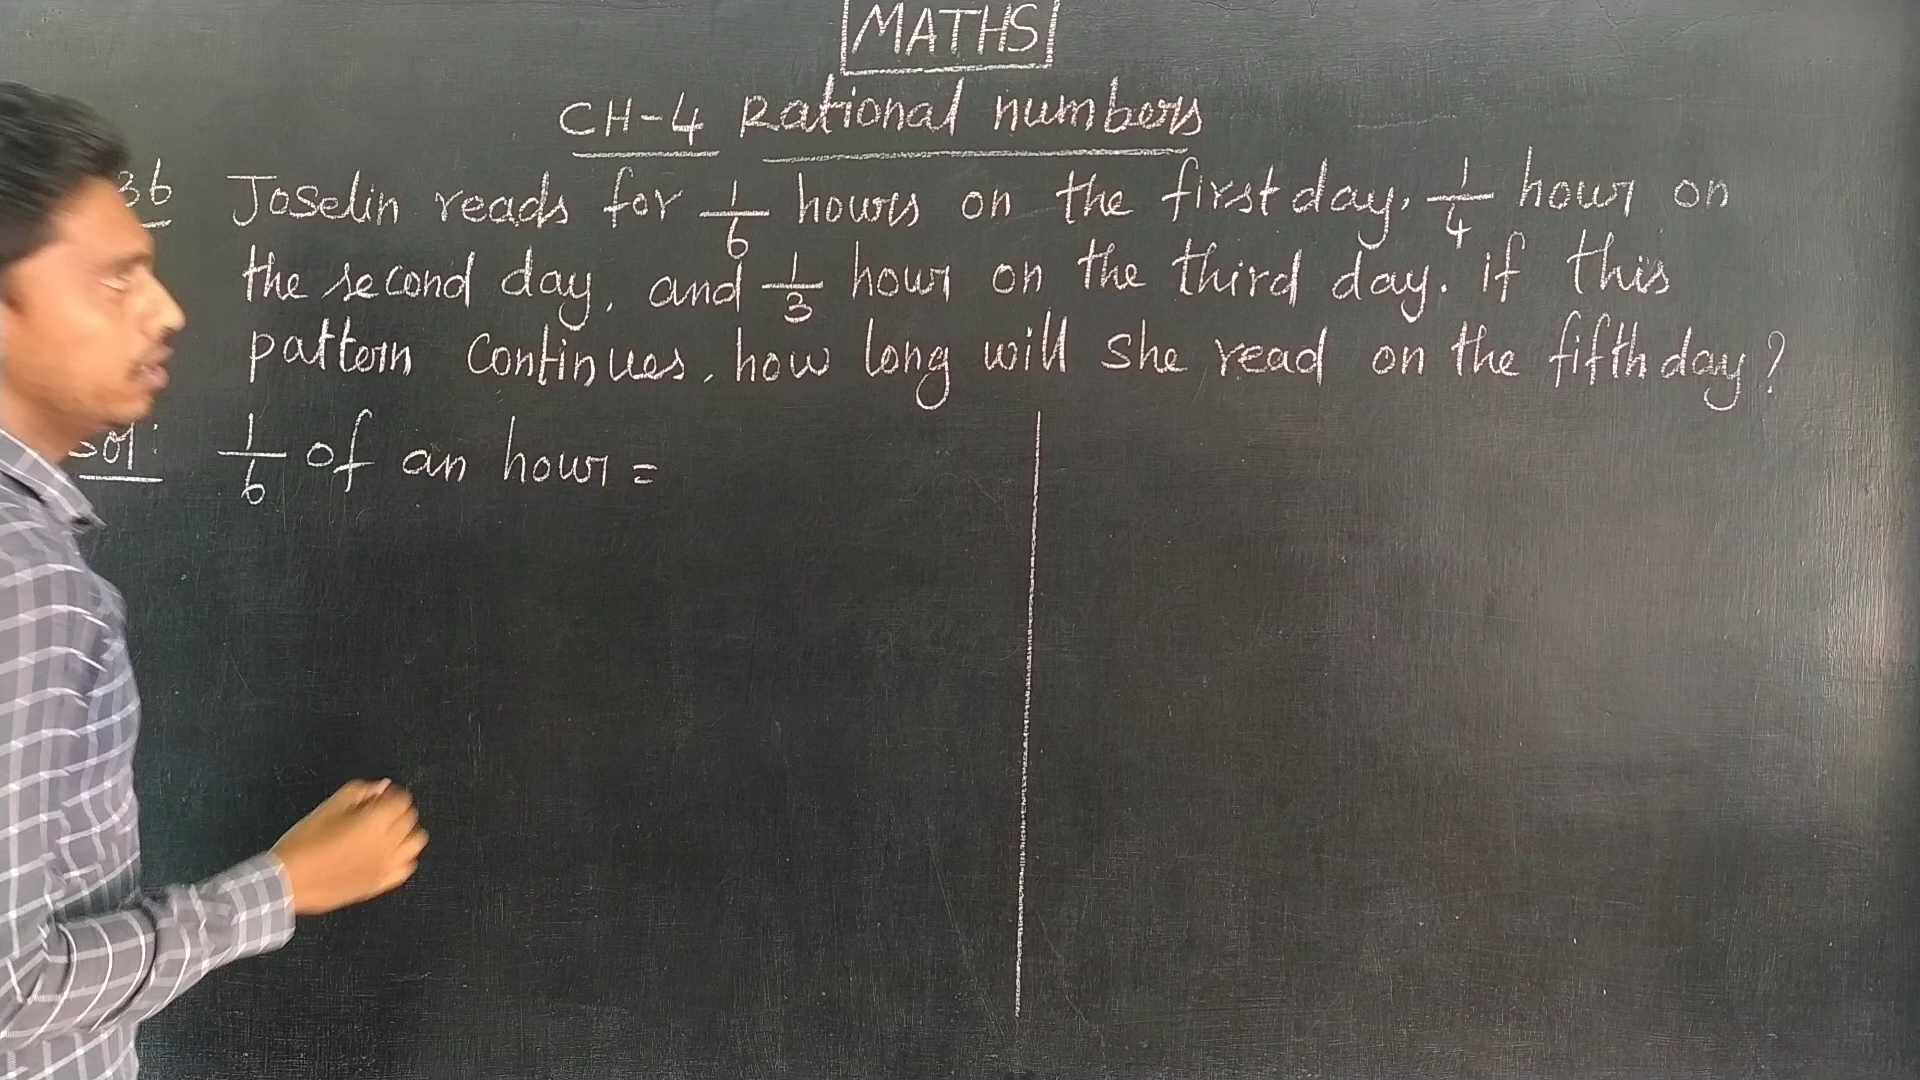 MATHS
CH-4 Rational numbers
36 Joselin reads for 1/6 hours on the first day, 1/4 hour on
the second day, and 1/3 hour on the third day. if this
pattern continues, how long will she read on the fifth day?
Sol: 1/6 of an hour =